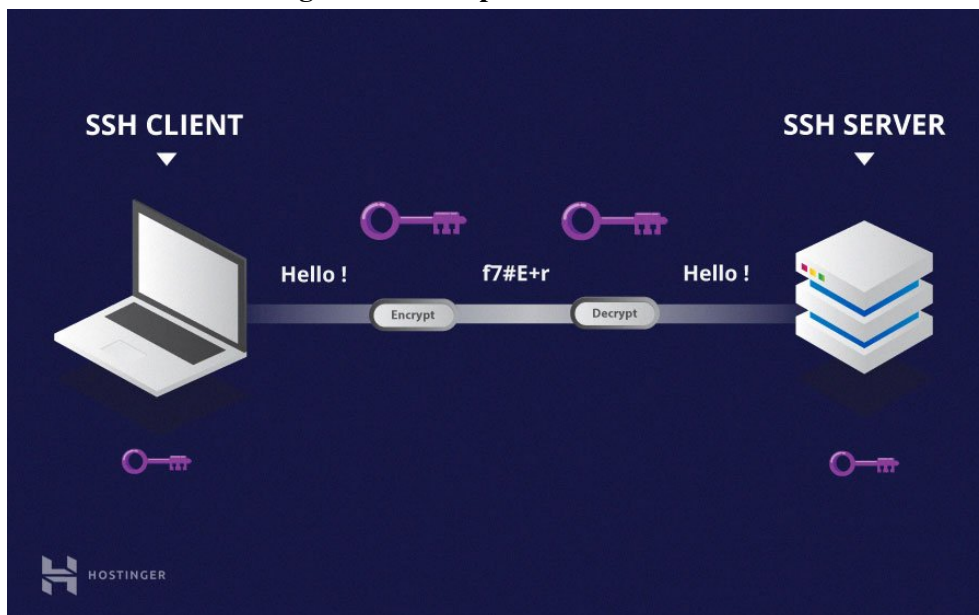 SSH CLIENT
SSH SERVER
Hello !
f7#E+r
Hello !
Encrypt
Decrypt
HOSTINGER